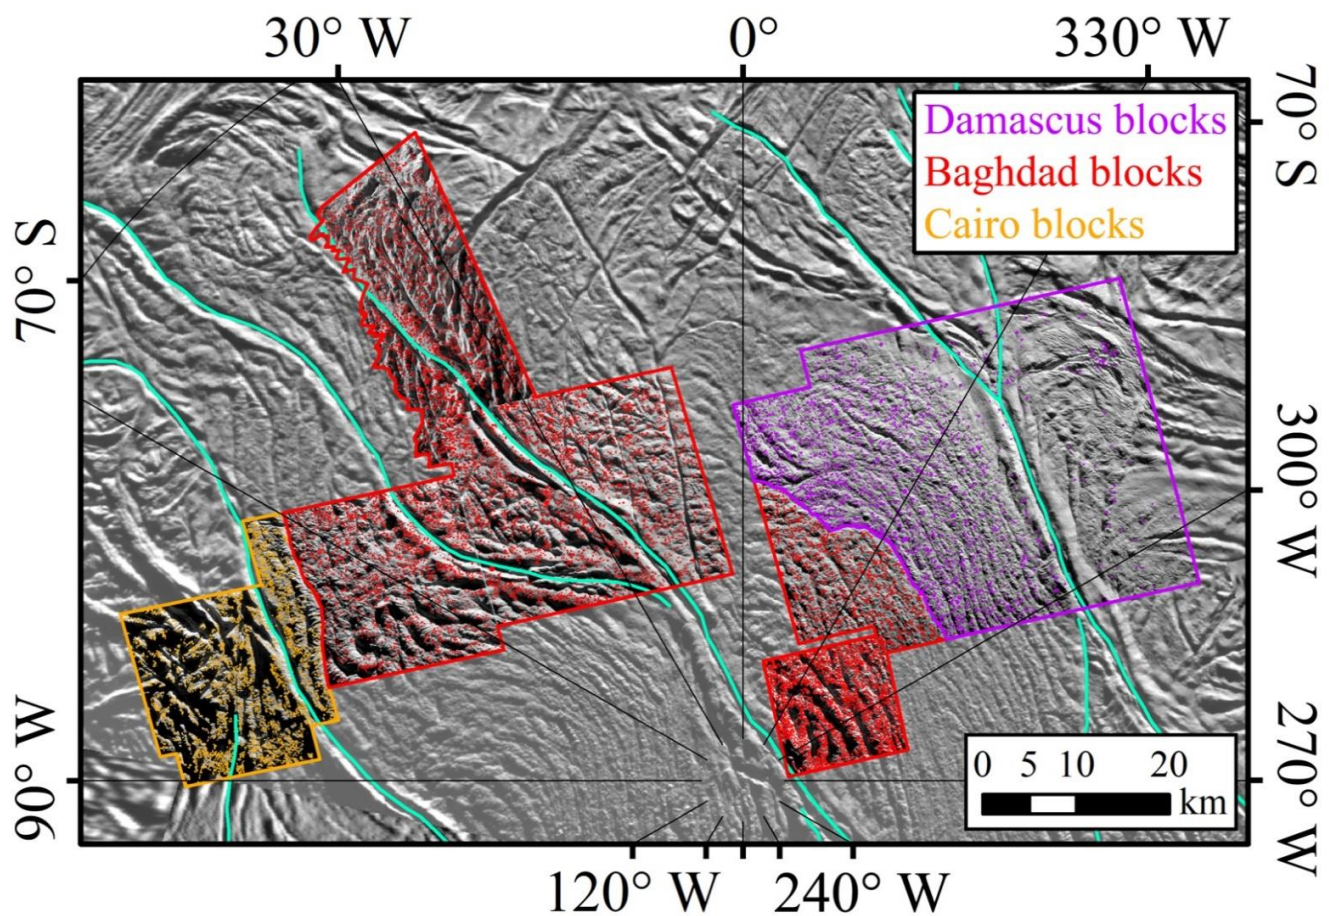 30° W
0°
330° W
70° S
Damascus blocks
Baghdad blocks
Cairo blocks
70° S
300° W
90° W
270° W
0 5 10 20
km
120° W
240° W